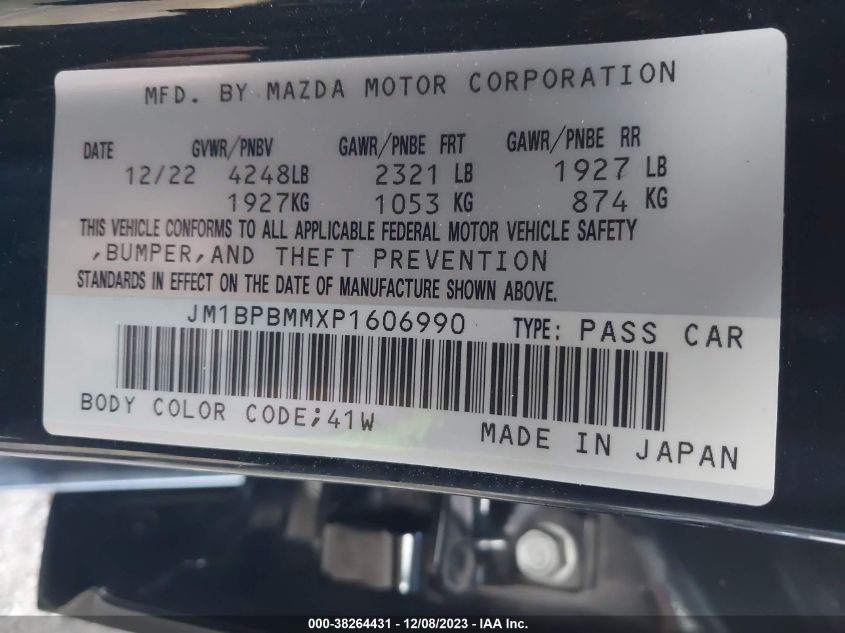 MFD. BY MAZDA MOTOR CORPORATION
DATE GVWR/PNBV GAWR/PNBE FRT GAWR/PNBE RR
12/22 4248LB 2321 LB 1927 LB
1927KG 1053 KG 874 KG
THIS VEHICLE CONFORMS TO ALL APPLICABLE FEDERAL MOTOR VEHICLE SAFETY
,BUMPER,AND THEFT PREVENTION
STANDARDS IN EFFECT ON THE DATE OF MANUFACTURE SHOWN ABOVE.
JM1BPBMMXP1606990 TYPE: PASS CAR
BODY COLOR CODE;41W
MADE IN JAPAN
000-38264431 - 12/08/2023 - IAA Inc.